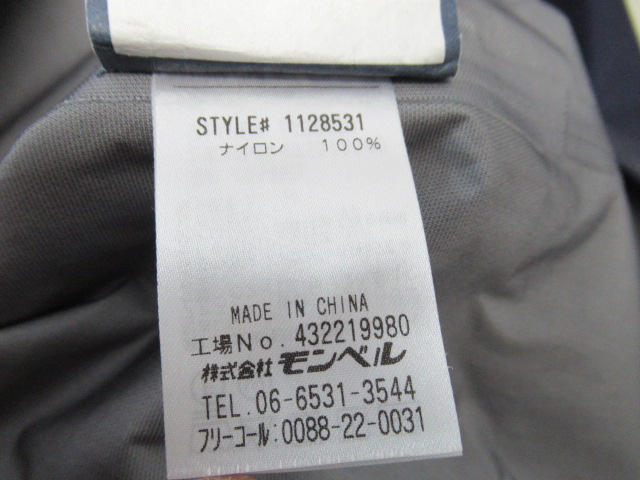 STYLE# 1128531
ナイロン 100%
MADE IN CHINA
工場No. 432219980
株式会社 モンベル
TEL. 06-6531-3544
フリーコール:0088-22-0031